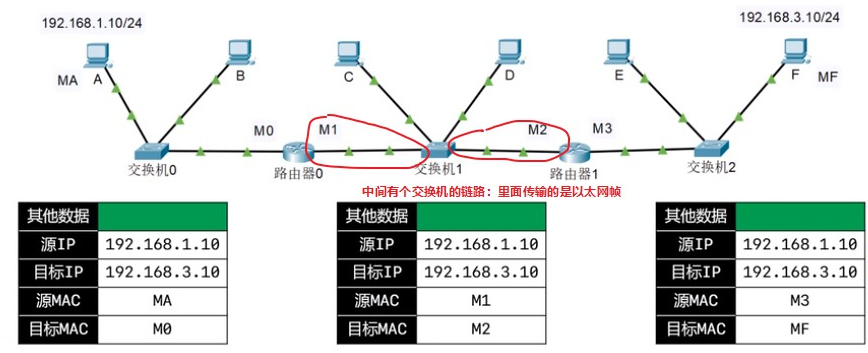 192.168.1.10/24
192.168.3.10/24
MA
A
B
C
D
E
F
MF
M0
M1
M2
M3
交换机0
路由器0
交换机1
路由器1
交换机2
中间有个交换机的链路：里面传输的是以太网帧
其他数据
源IP 192.168.1.10
目标IP 192.168.3.10
源MAC MA
目标MAC M0
其他数据
源IP 192.168.1.10
目标IP 192.168.3.10
源MAC M1
目标MAC M2
其他数据
源IP 192.168.1.10
目标IP 192.168.3.10
源MAC M3
目标MAC MF